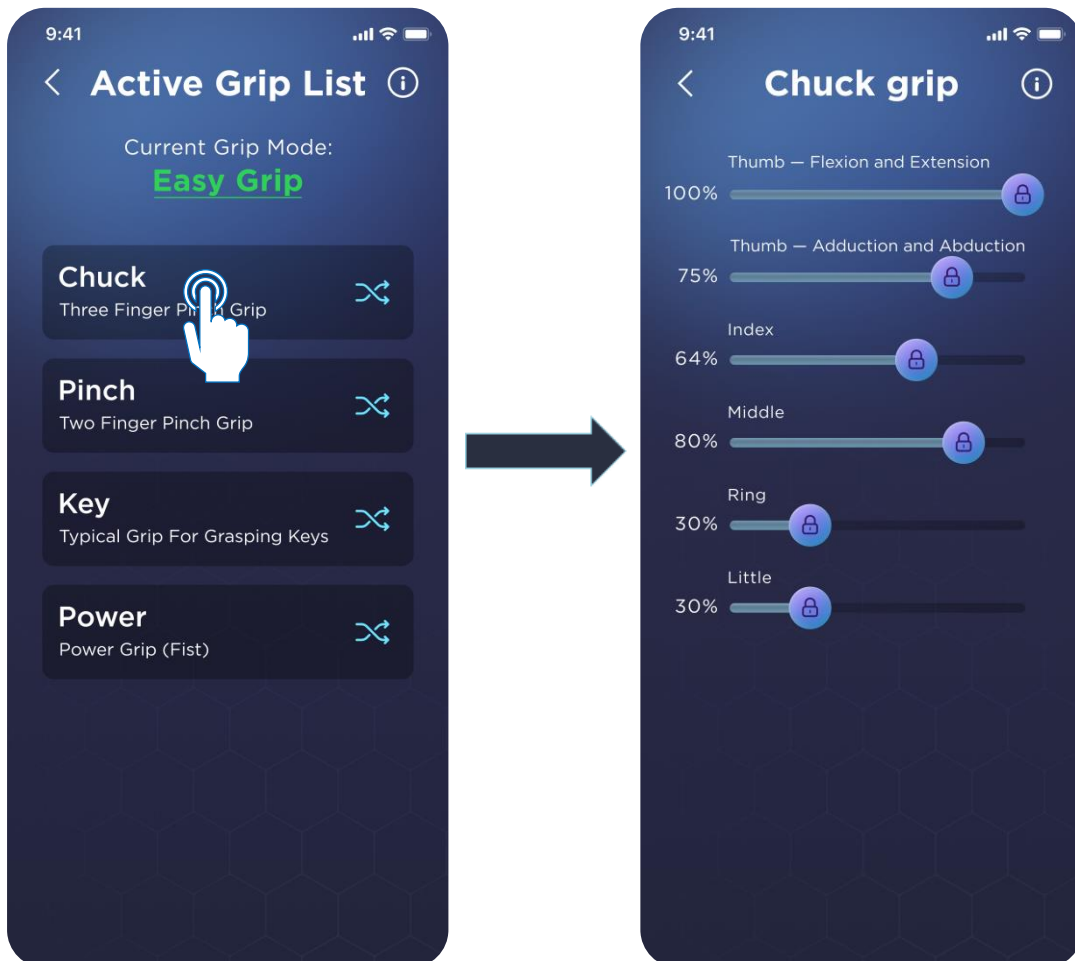 9:41
Active Grip List
Current Grip Mode:
Easy Grip
Chuck
Three Finger Grip
Pinch
Two Finger Pinch Grip
Key
Typical Grip For Grasping Keys
Power
Power Grip (Fist)
9:41
Chuck grip
Thumb — Flexion and Extension
100%
Thumb — Adduction and Abduction
75%
Index
64%
Middle
80%
Ring
30%
Little
30%